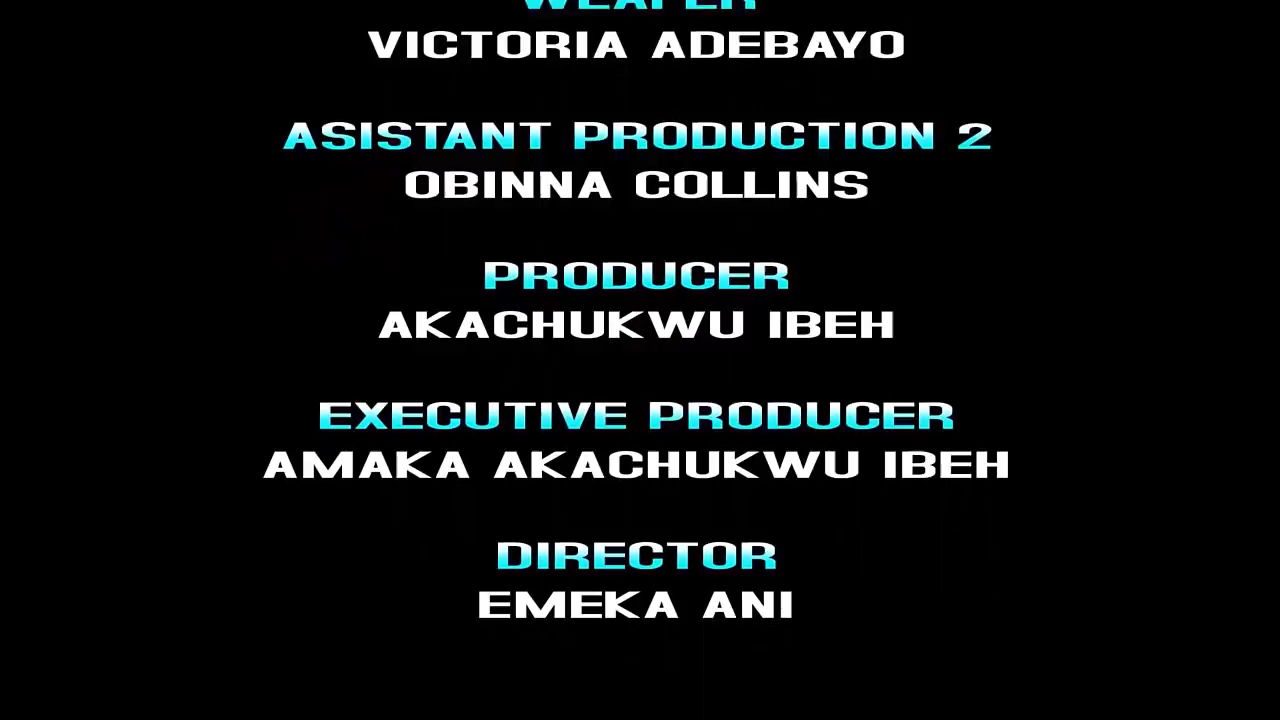 VICTORIA ADEBAYO
ASISTANT PRODUCTION 2
OBINNA COLLINS
PRODUCER
AKACHUKWU IBEH
EXECUTIVE PRODUCER
AMAKA AKACHUKWU IBEH
DIRECTOR
EMEKA ANI